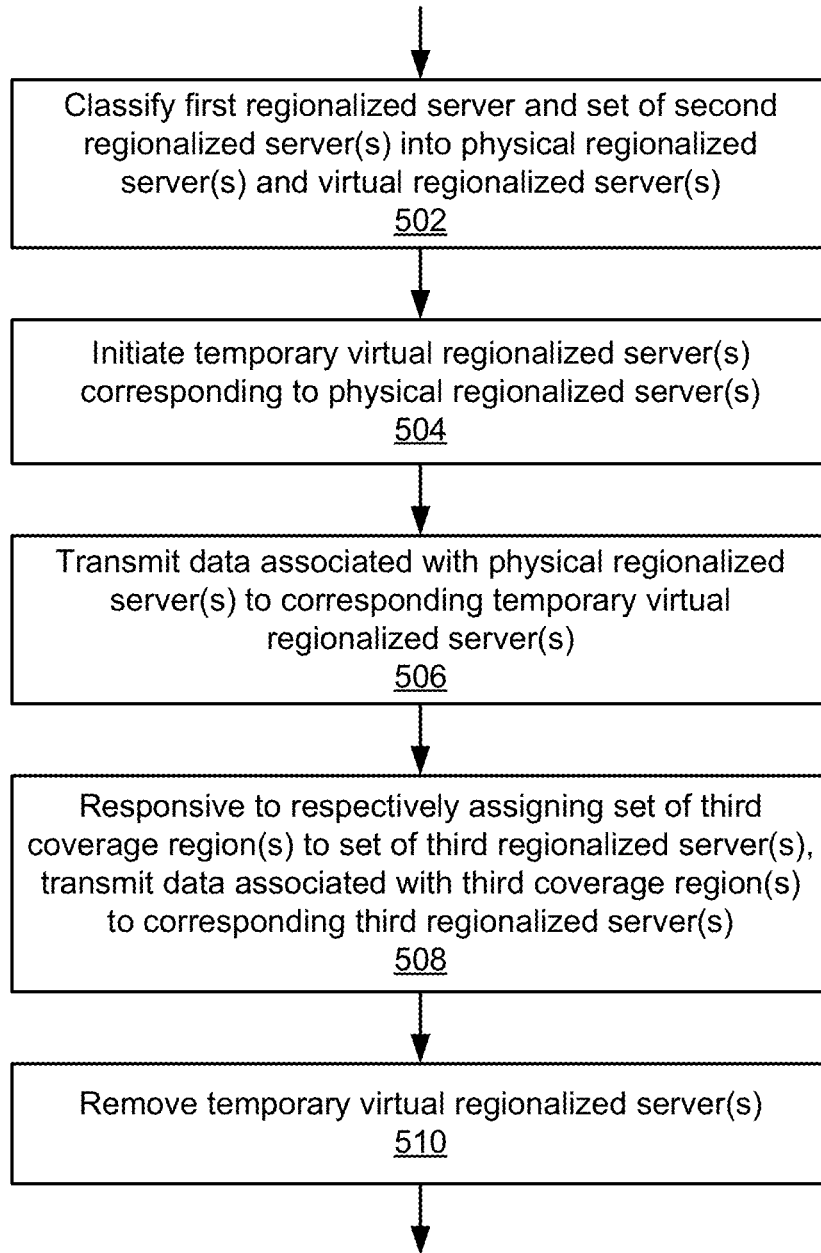 Classify first regionalized server and set of second
regionalized server(s) into physical regionalized
server(s) and virtual regionalized server(s)
502
Initiate temporary virtual regionalized server(s)
corresponding to physical regionalized server(s)
504
Transmit data associated with physical regionalized
server(s) to corresponding temporary virtual
regionalized server(s)
506
Responsive to respectively assigning set of third
coverage region(s) to set of third regionalized server(s),
transmit data associated with third coverage region(s)
to corresponding third regionalized server(s)
508
Remove temporary virtual regionalized server(s)
510